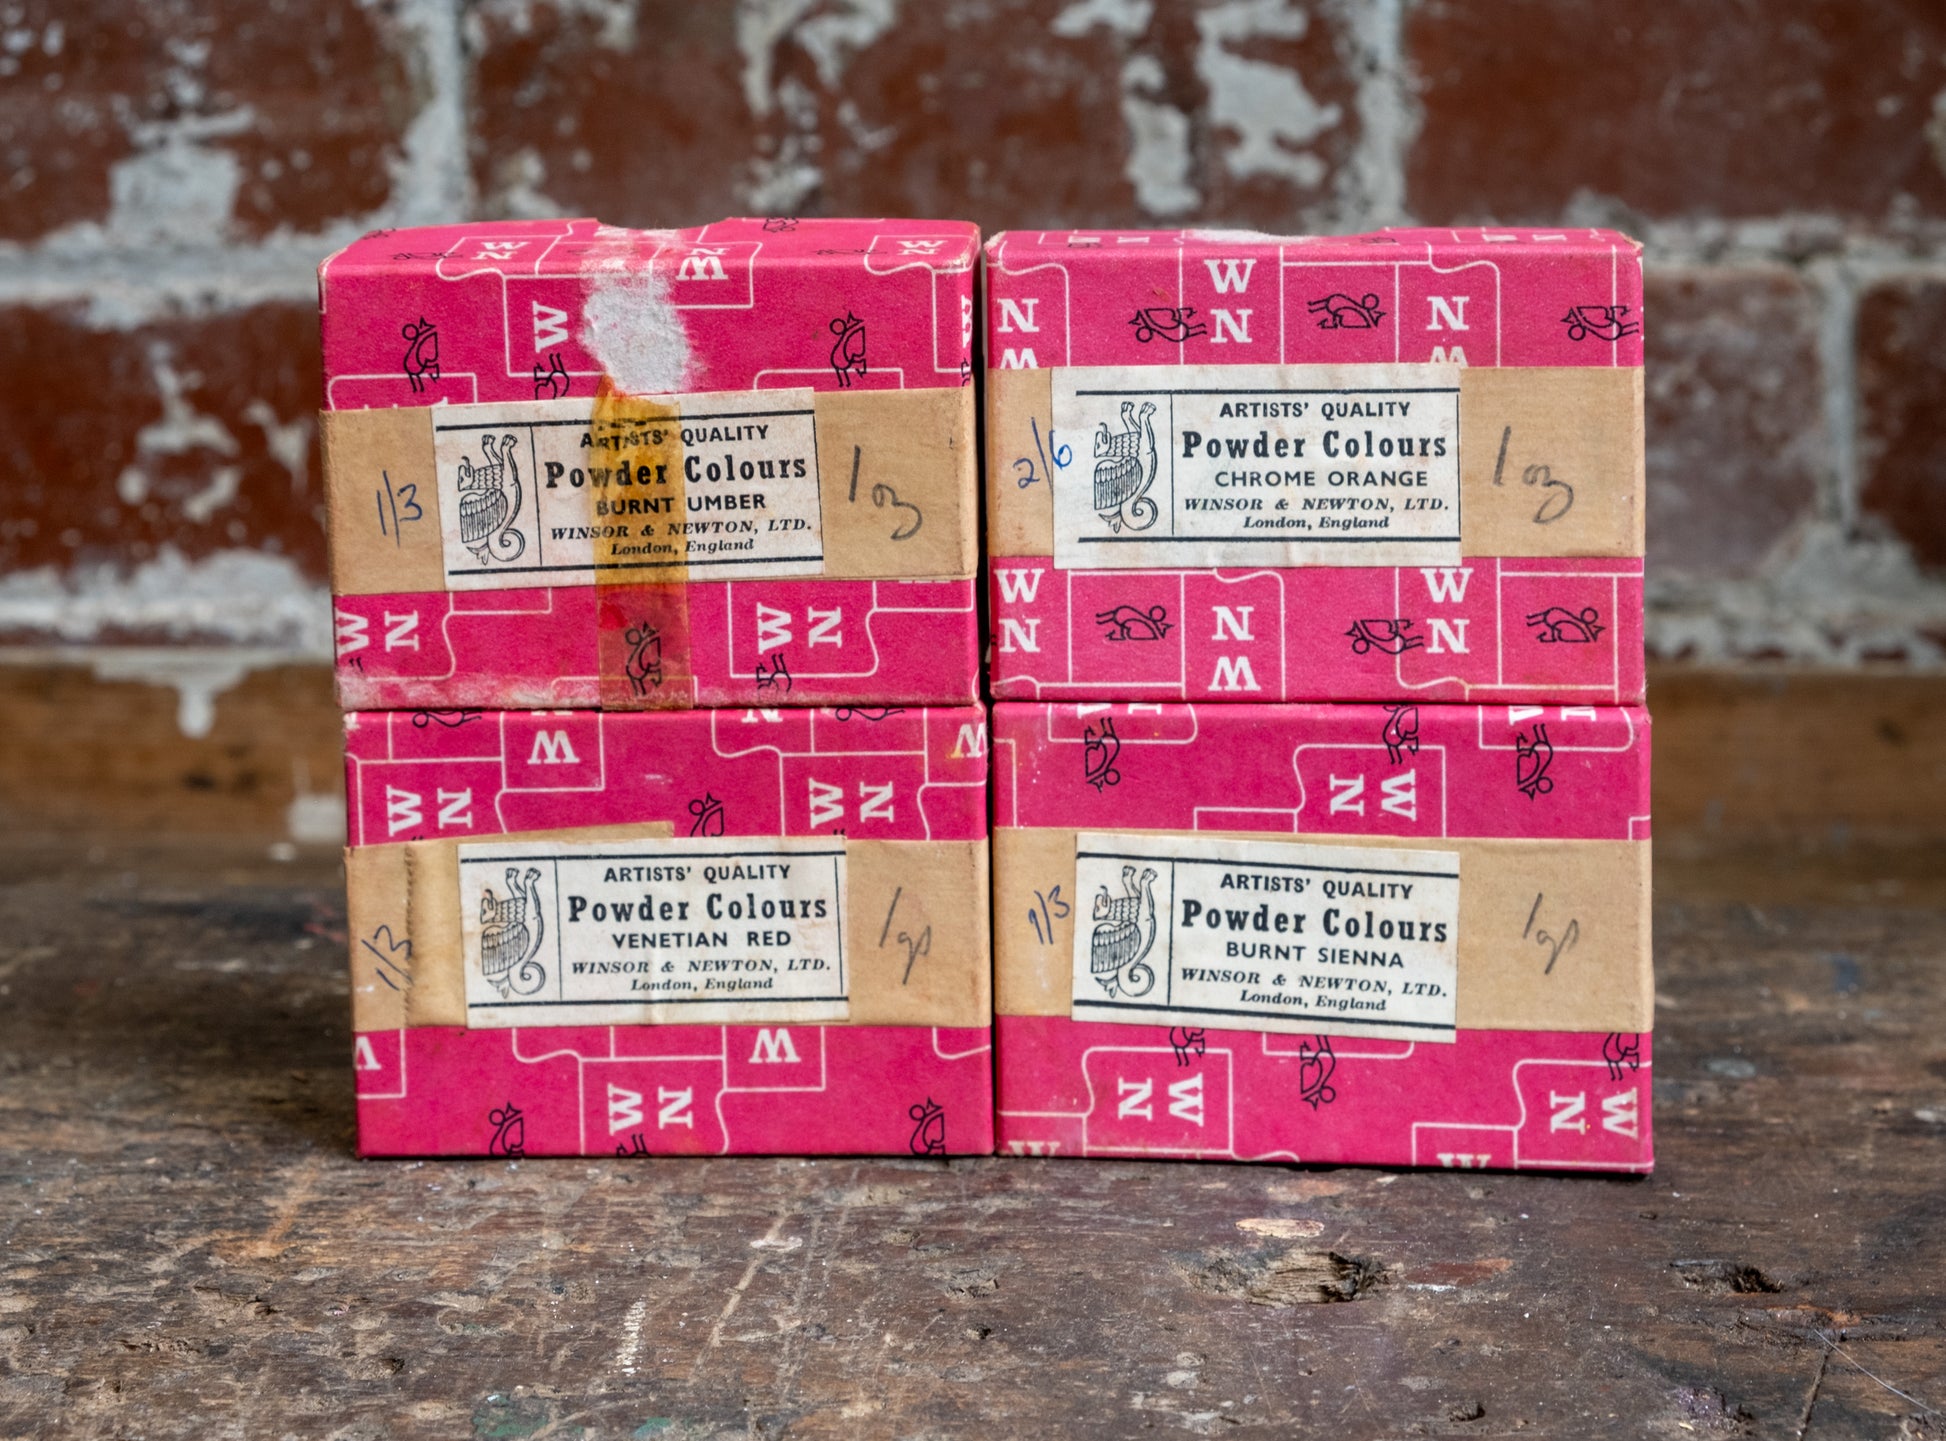 ARTISTS' QUALITY
Powder Colours
BURNT UMBER
WINSOR & NEWTON, LTD.
London, England
1/3
1 oz
2/6
ARTISTS' QUALITY
Powder Colours
CHROME ORANGE
WINSOR & NEWTON, LTD.
London, England
1 oz
1/3
ARTISTS' QUALITY
Powder Colours
VENETIAN RED
WINSOR & NEWTON, LTD.
London, England
1/3
ARTISTS' QUALITY
Powder Colours
BURNT SIENNA
WINSOR & NEWTON, LTD.
London, England
W
N
W
N
W
N
W
N
W
N
W
N
W
N
W
N
W
N
W
N
W
N
W
N
W
N